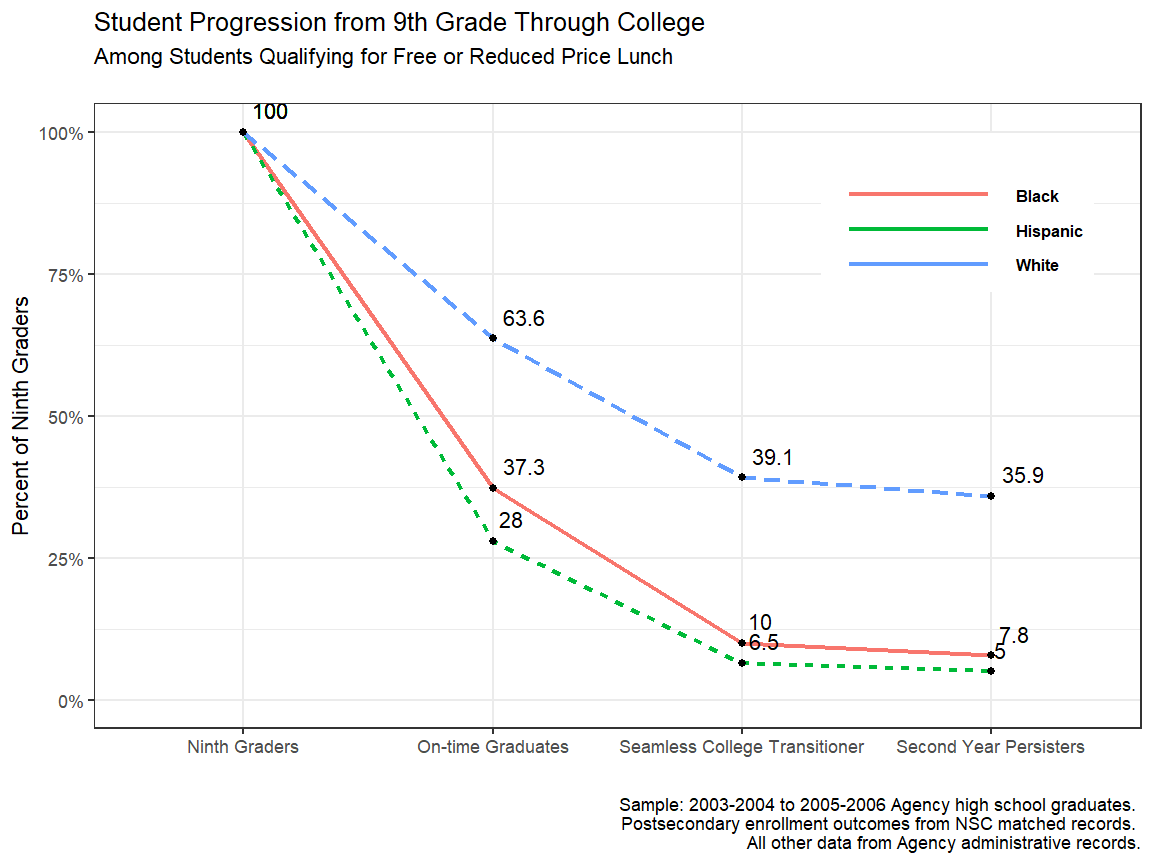 Student Progression from 9th Grade Through College
Among Students Qualifying for Free or Reduced Price Lunch
Percent of Ninth Graders
100%
75%
50%
25%
0%
100
63.6
37.3
28
39.1
10
6.5
35.9
7.8
5
Black
Hispanic
White
Ninth Graders
On-time Graduates
Seamless College Transitioner
Second Year Persisters
Sample: 2003-2004 to 2005-2006 Agency high school graduates.
Postsecondary enrollment outcomes from NSC matched records.
All other data from Agency administrative records.